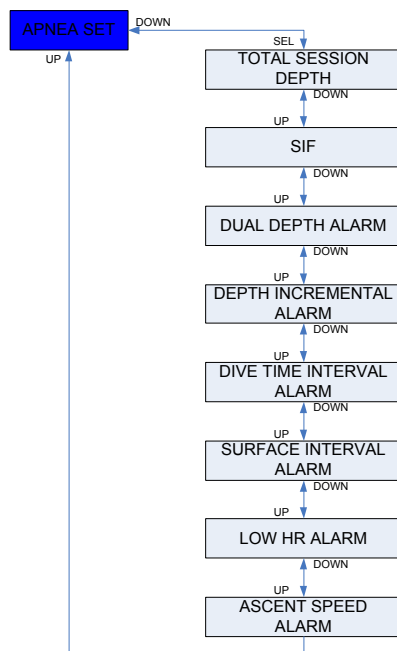 APNEA SET
DOWN
UP
SEL
TOTAL SESSION
DEPTH
DOWN
UP
SIF
DOWN
UP
DUAL DEPTH ALARM
DOWN
UP
DEPTH INCREMENTAL
ALARM
DOWN
UP
DIVE TIME INTERVAL
ALARM
DOWN
UP
SURFACE INTERVAL
ALARM
DOWN
UP
LOW HR ALARM
DOWN
UP
ASCENT SPEED
ALARM